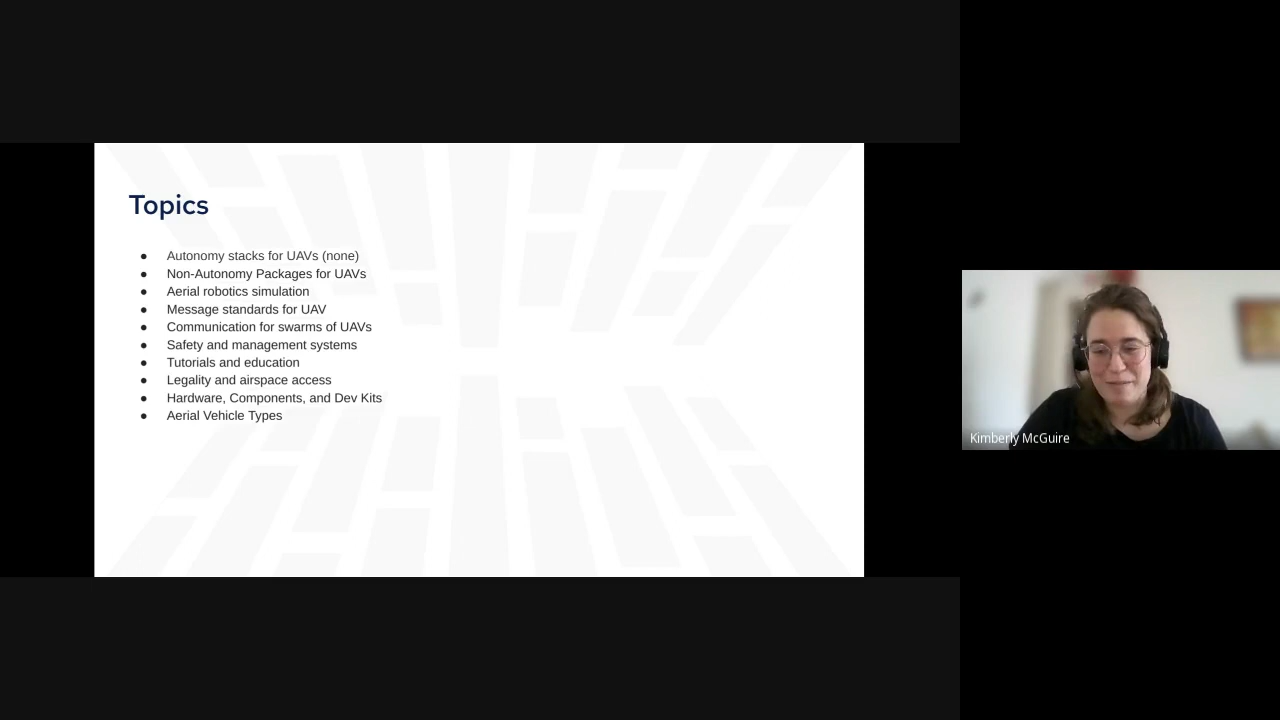 Topics
● Autonomy stacks for UAVs (none)
● Non-Autonomy Packages for UAVs
● Aerial robotics simulation
● Message standards for UAV
● Communication for swarms of UAVs
● Safety and management systems
● Tutorials and education
● Legality and airspace access
● Hardware, Components, and Dev Kits
● Aerial Vehicle Types
Kimberly McGuire